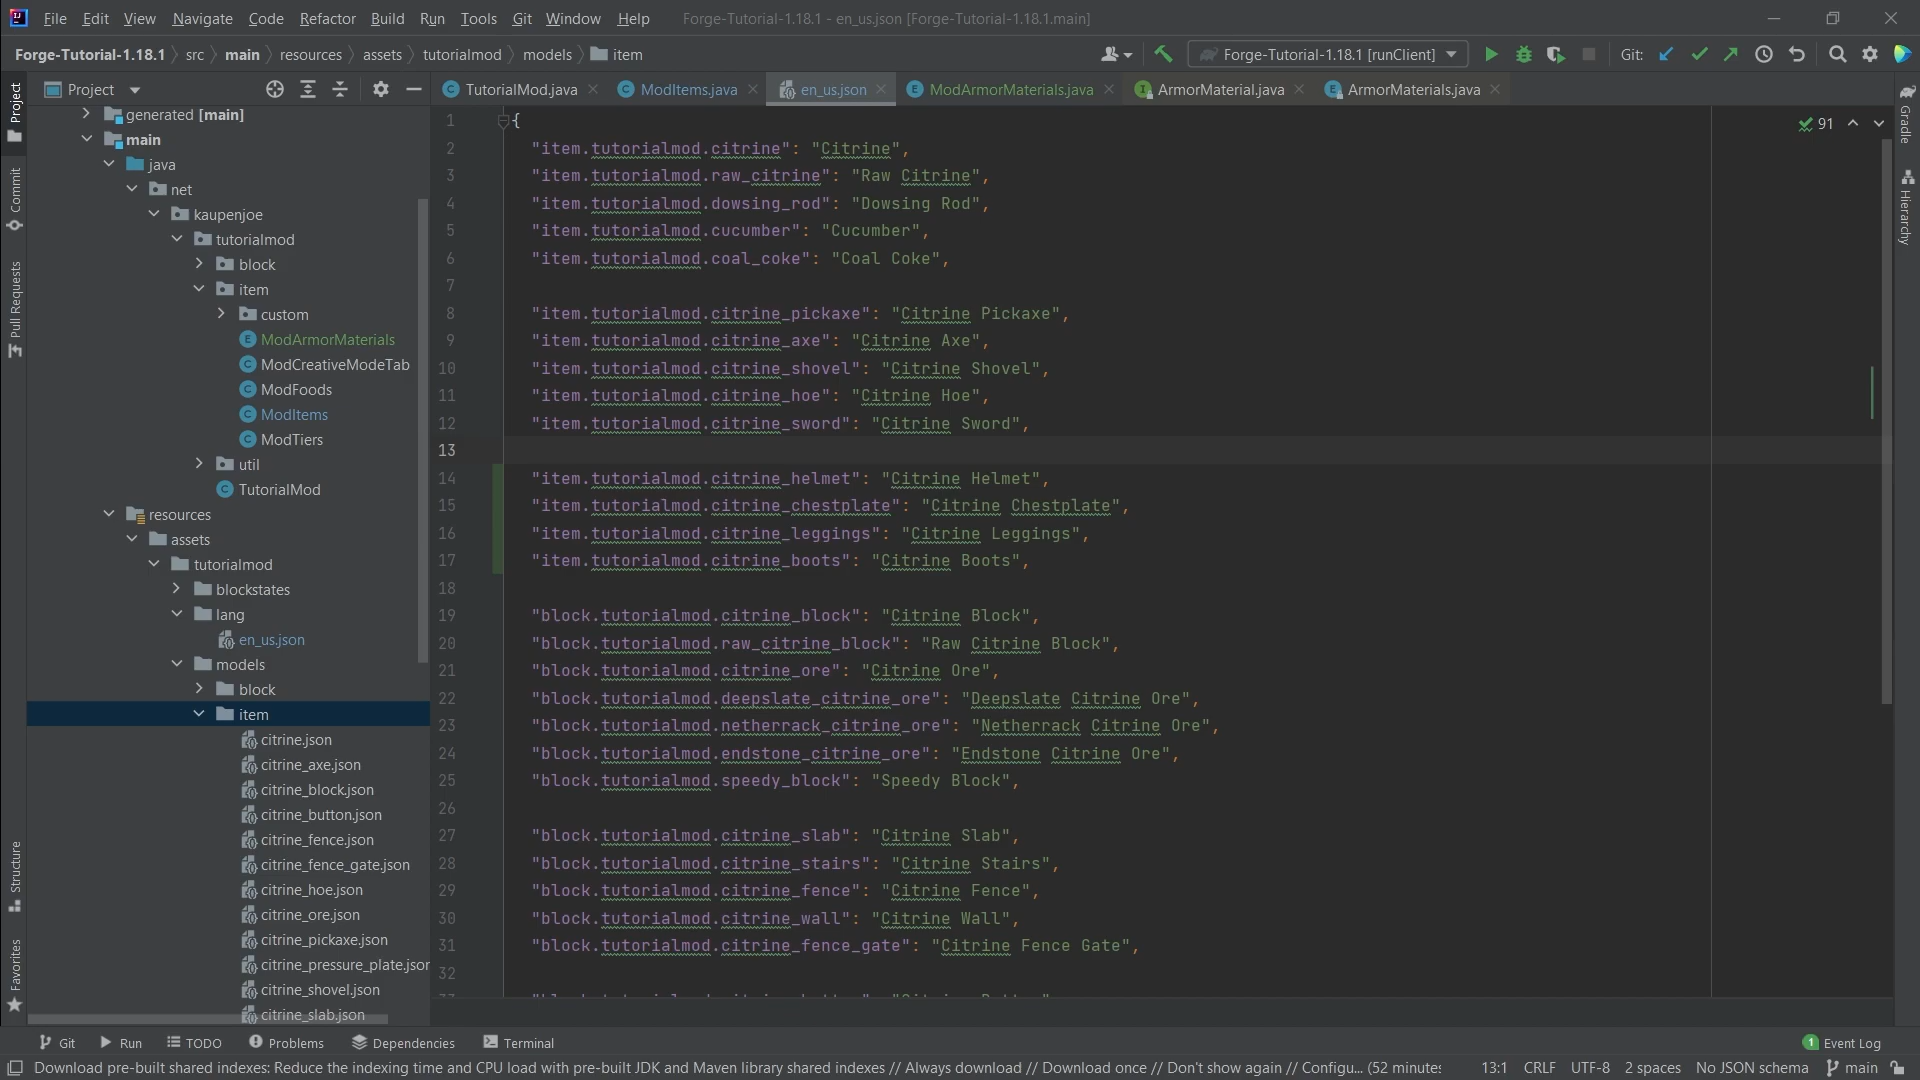 File Edit View Navigate Code Refactor Build Run Tools Git Window Help Forge-Tutorial-1.18.1 - en_us.json [Forge-Tutorial-1.18.1.main]
Forge-Tutorial-1.18.1 src main resources assets tutorialmod models item Forge-Tutorial-1.18.1 [runClient] Git:
Project TutorialMod.java ModItems.java en_us.json ModArmorMaterials.java ArmorMaterial.java ArmorMaterials.java
Project
Commit
Pull Requests
Structure
Favorites
generated [main]
main
java
net
kaupenjoe
tutorialmod
block
item
custom
ModArmorMaterials
ModCreativeModeTab
ModFoods
ModItems
ModTiers
util
TutorialMod
resources
assets
tutorialmod
blockstates
lang
en_us.json
models
block
item
citrine.json
citrine_axe.json
citrine_block.json
citrine_button.json
citrine_fence.json
citrine_fence_gate.json
citrine_hoe.json
citrine_ore.json
citrine_pickaxe.json
citrine_pressure_plate.json
citrine_shovel.json
citrine_slab.json
1 {
2 "item.tutorialmod.citrine": "Citrine",
3 "item.tutorialmod.raw_citrine": "Raw Citrine",
4 "item.tutorialmod.dowsing_rod": "Dowsing Rod",
5 "item.tutorialmod.cucumber": "Cucumber",
6 "item.tutorialmod.coal_coke": "Coal Coke",
7
8 "item.tutorialmod.citrine_pickaxe": "Citrine Pickaxe",
9 "item.tutorialmod.citrine_axe": "Citrine Axe",
10 "item.tutorialmod.citrine_shovel": "Citrine Shovel",
11 "item.tutorialmod.citrine_hoe": "Citrine Hoe",
12 "item.tutorialmod.citrine_sword": "Citrine Sword",
13
14 "item.tutorialmod.citrine_helmet": "Citrine Helmet",
15 "item.tutorialmod.citrine_chestplate": "Citrine Chestplate",
16 "item.tutorialmod.citrine_leggings": "Citrine Leggings",
17 "item.tutorialmod.citrine_boots": "Citrine Boots",
18
19 "block.tutorialmod.citrine_block": "Citrine Block",
20 "block.tutorialmod.raw_citrine_block": "Raw Citrine Block",
21 "block.tutorialmod.citrine_ore": "Citrine Ore",
22 "block.tutorialmod.deepslate_citrine_ore": "Deepslate Citrine Ore",
23 "block.tutorialmod.netherrack_citrine_ore": "Netherrack Citrine Ore",
24 "block.tutorialmod.endstone_citrine_ore": "Endstone Citrine Ore",
25 "block.tutorialmod.speedy_block": "Speedy Block",
26
27 "block.tutorialmod.citrine_slab": "Citrine Slab",
28 "block.tutorialmod.citrine_stairs": "Citrine Stairs",
29 "block.tutorialmod.citrine_fence": "Citrine Fence",
30 "block.tutorialmod.citrine_wall": "Citrine Wall",
31 "block.tutorialmod.citrine_fence_gate": "Citrine Fence Gate",
32
91
Gradle
Hierarchy
Git Run TODO Problems Dependencies Terminal 1 Event Log
Download pre-built shared indexes: Reduce the indexing time and CPU load with pre-built JDK and Maven library shared indexes // Always download // Download once // Don't show again // Configu... (52 minutes 13:1 CRLF UTF-8 2 spaces No JSON schema main